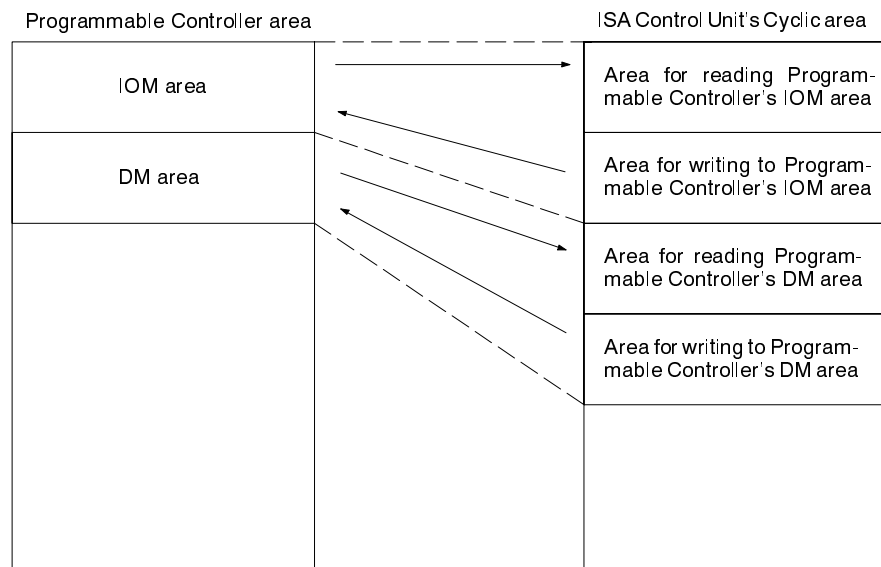 Programmable Controller area
ISA Control Unit's Cyclic area
IOM area
Area for reading Program-
mable Controller's IOM area
DM area
Area for writing to Program-
mable Controller's IOM area
Area for reading Program-
mable Controller's DM area
Area for writing to Program-
mable Controller's DM area